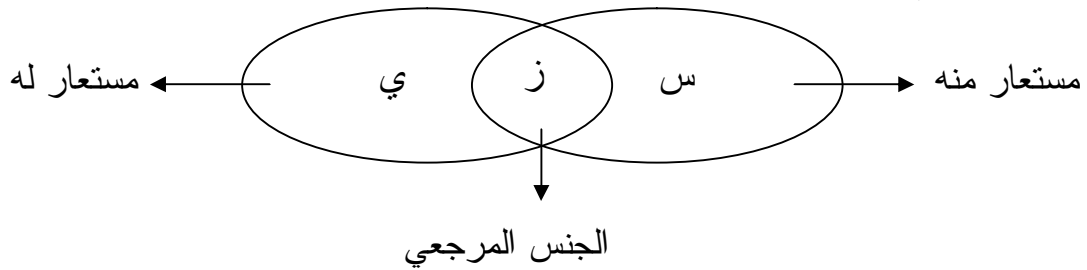 مستعار منه
س
ز
ي
مستعار له
الجنس المرجعي